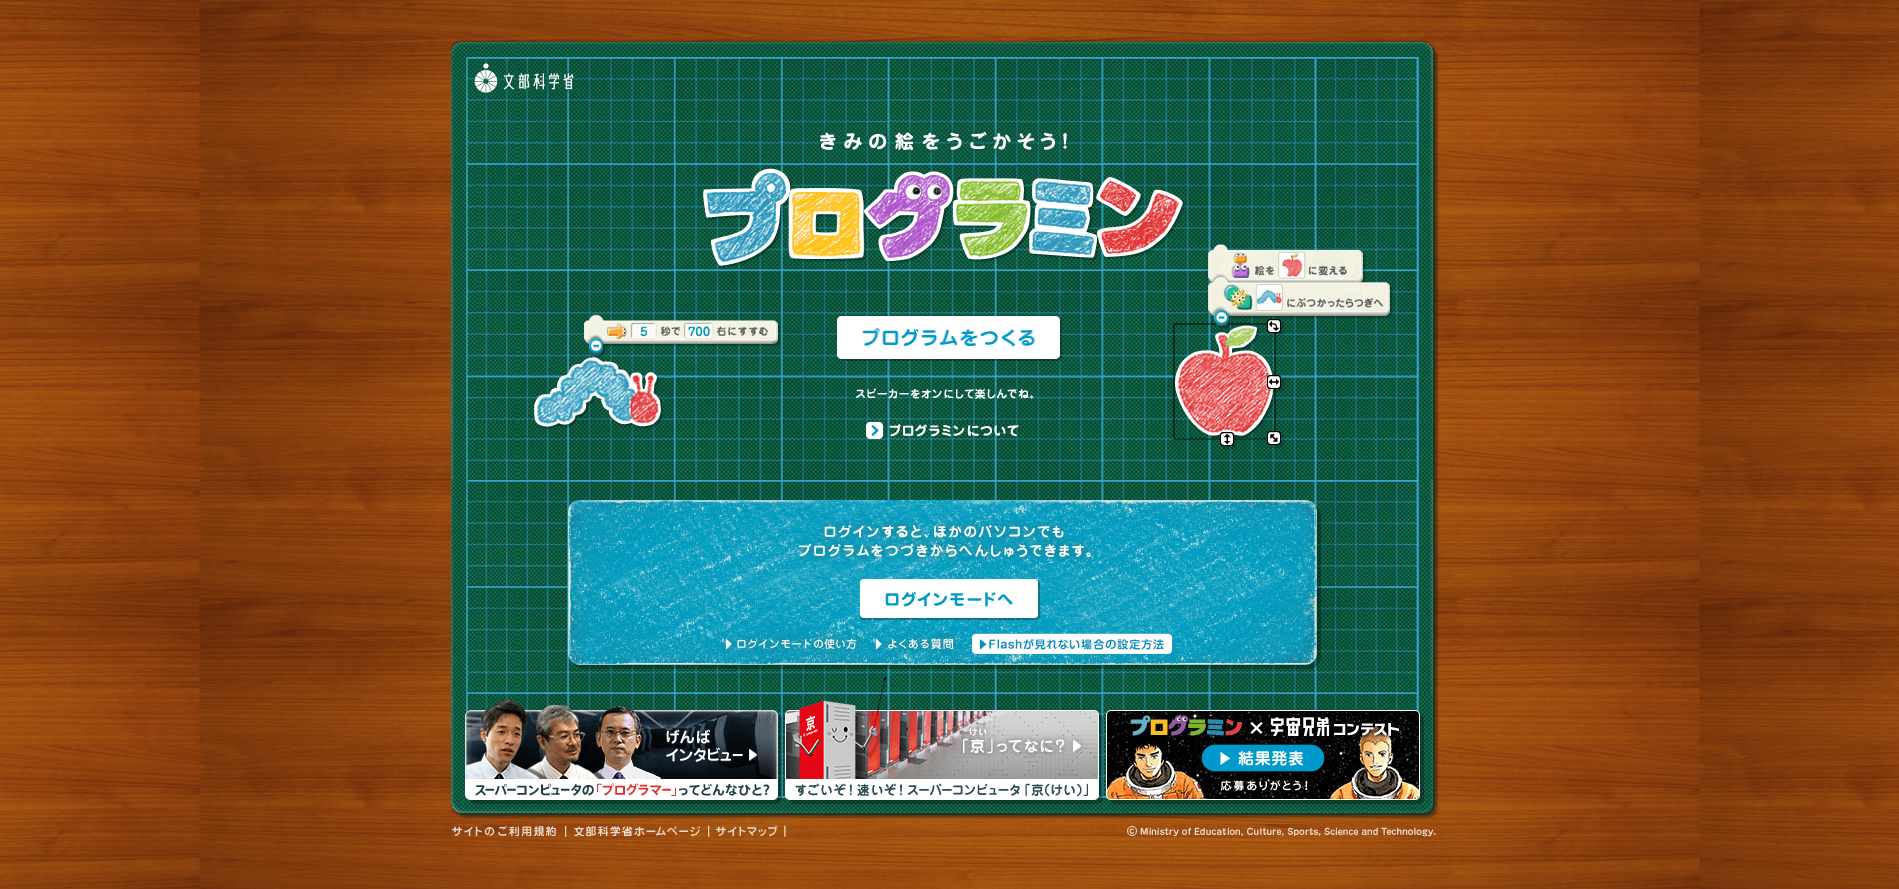 文部科学省
きみの絵をうごかそう!
プログラミン
絵を に変える
にぶつかったらつぎへ
5 秒で 700 右にすすむ
プログラムをつくる
スピーカーをオンにして楽しんでね。
プログラミンについて
ログインすると、ほかのパソコンでも
プログラムをつづきからへんしゅうできます。
ログインモードへ
ログインモードの使い方 よくある質問 Flashが見れない場合の設定方法
げんば
インタビュー
スーパーコンピュータの「プログラマー」ってどんなひと?
京
けい
「京」ってなに?
すごいぞ!速いぞ!スーパーコンピュータ「京(けい)」
プログラミン×宇宙兄弟コンテスト
結果発表
応募ありがとう!
サイトのご利用規約 | 文部科学省ホームページ | サイトマップ |
© Ministry of Education, Culture, Sports, Science and Technology.